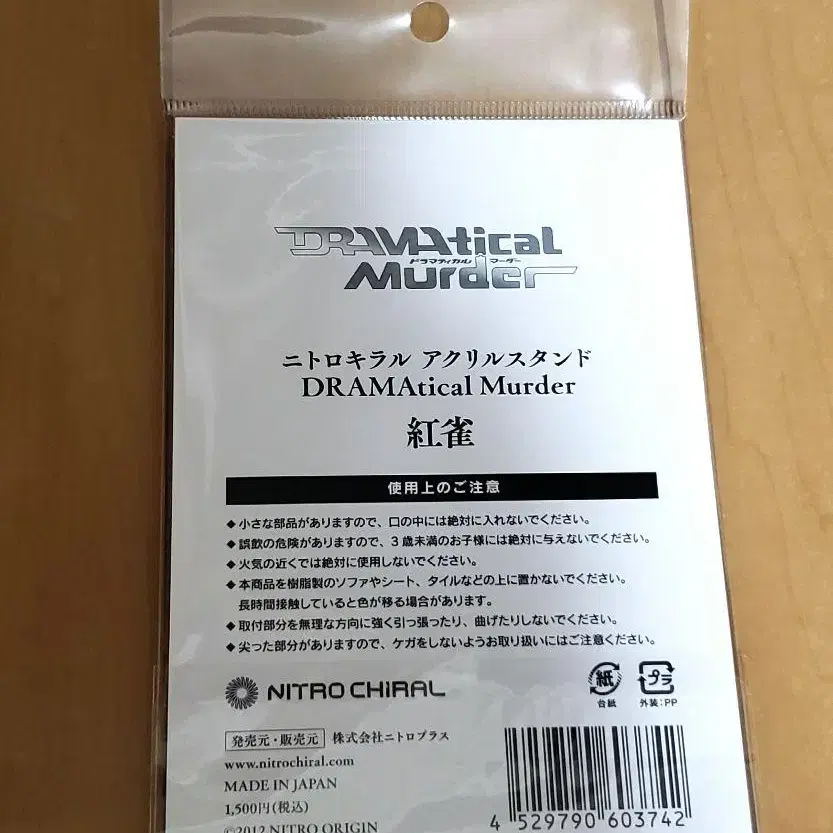 DRAMAtical
ドラマティカル マーダー
Murder
ニトロキラル アクリルスタンド
DRAMAtical Murder
紅雀
使用上のご注意
◆小さな部品がありますので、口の中には絶対に入れないでください。
◆誤飲の危険がありますので、3歳未満のお子様には絶対に与えないでください。
◆火気の近くでは絶対に使用しないでください。
◆本商品を樹脂製のソファやシート、タイルなどの上に置かないでください。
長時間接触していると色が移る場合があります。
◆取付部分を無理な方向に強く引っ張ったり、曲げたりしないでください。
◆尖った部分がありますので、ケガをしないようお取り扱いにはご注意ください。
NITRO CHiRAL
紙 プラ
台紙 外装:PP
発売元・販売元 株式会社ニトロプラス
www.nitrochiral.com
MADE IN JAPAN
1,500円(税込)
©2012 NITRO ORIGIN
4 529790 603742